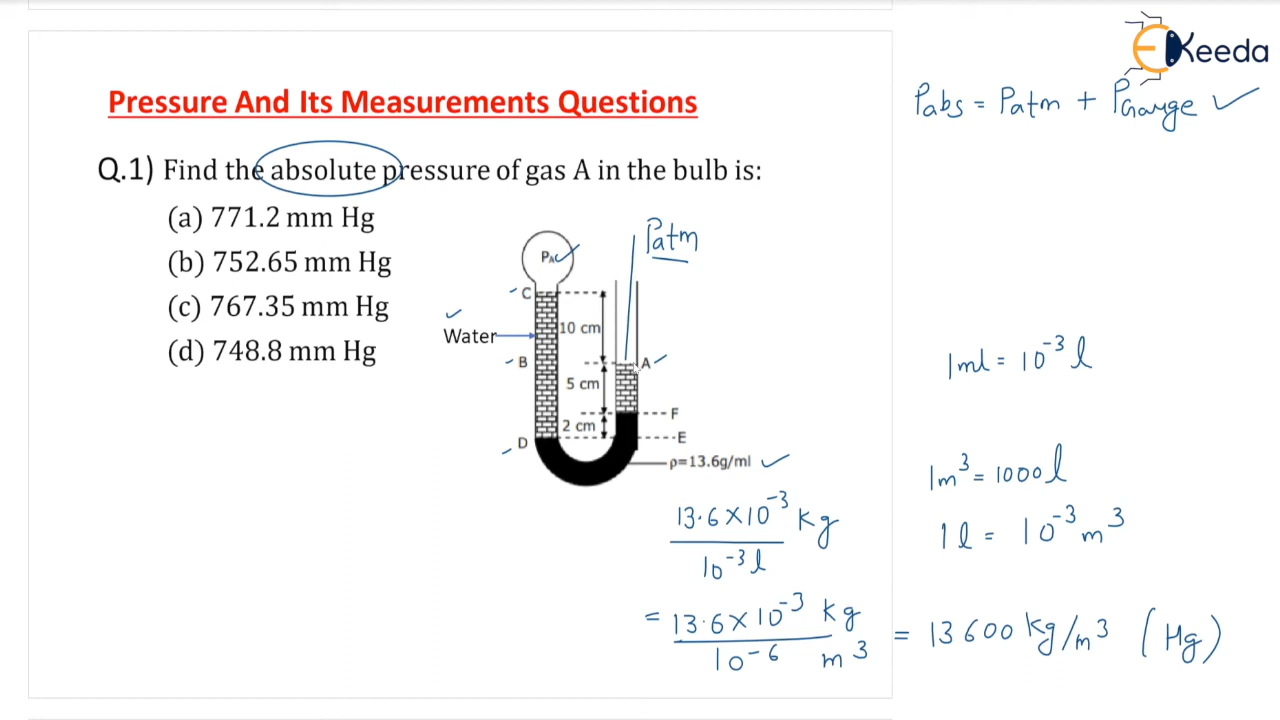 EKeeda
Pressure And Its Measurements Questions
Pabs = Patm + PGauge ✓
Q.1) Find the absolute pressure of gas A in the bulb is:
(a) 771.2 mm Hg
(b) 752.65 mm Hg
(c) 767.35 mm Hg
(d) 748.8 mm Hg
Patm
PA
C
10 cm
Water
B
A
5 cm
F
2 cm
E
D
ρ=13.6g/ml
1ml = 10⁻³ l
1m³ = 1000 l
1 l = 10⁻³ m³
13.6 × 10⁻³ kg
10⁻³ l
= 13.6 × 10⁻³ kg
10⁻⁶ m³
= 13600 kg/m³ (Hg)